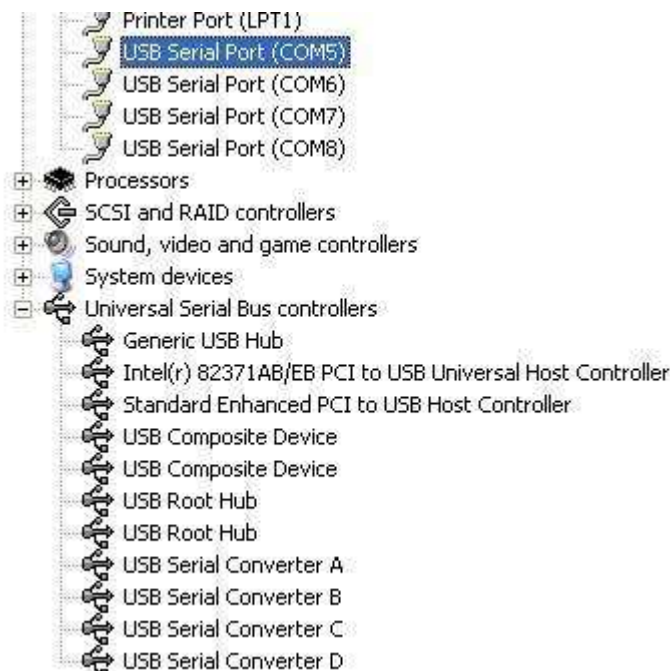 Printer Port (LPT1)
USB Serial Port (COM5)
USB Serial Port (COM6)
USB Serial Port (COM7)
USB Serial Port (COM8)
Processors
SCSI and RAID controllers
Sound, video and game controllers
System devices
Universal Serial Bus controllers
Generic USB Hub
Intel(r) 82371AB/EB PCI to USB Universal Host Controller
Standard Enhanced PCI to USB Host Controller
USB Composite Device
USB Composite Device
USB Root Hub
USB Root Hub
USB Serial Converter A
USB Serial Converter B
USB Serial Converter C
USB Serial Converter D